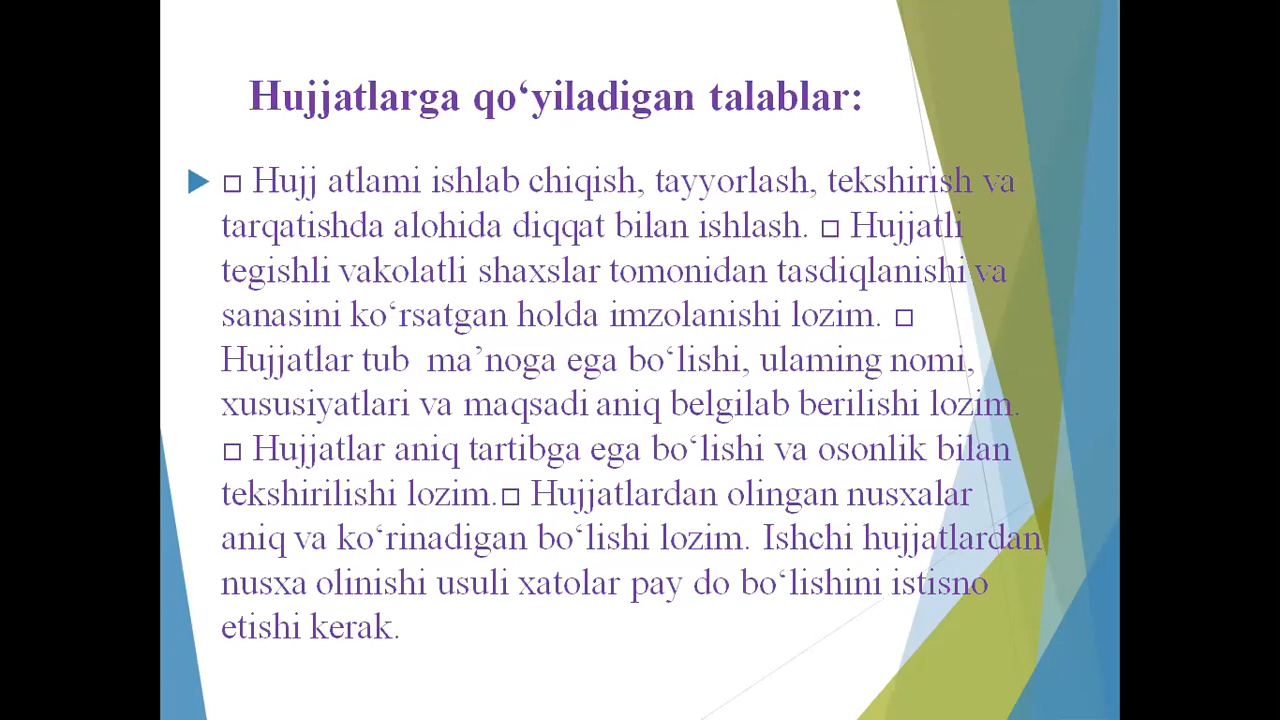 Hujjatlarga qo‘yiladigan talablar:
□ Hujj atlami ishlab chiqish, tayyorlash, tekshirish va
tarqatishda alohida diqqat bilan ishlash. □ Hujjatli
tegishli vakolatli shaxslar tomonidan tasdiqlanishi va
sanasini ko‘rsatgan holda imzolanishi lozim. □
Hujjatlar tub ma’noga ega bo‘lishi, ulaming nomi,
xususiyatlari va maqsadi aniq belgilab berilishi lozim.
□ Hujjatlar aniq tartibga ega bo‘lishi va osonlik bilan
tekshirilishi lozim.□ Hujjatlardan olingan nusxalar
aniq va ko‘rinadigan bo‘lishi lozim. Ishchi hujjatlardan
nusxa olinishi usuli xatolar pay do bo‘lishini istisno
etishi kerak.